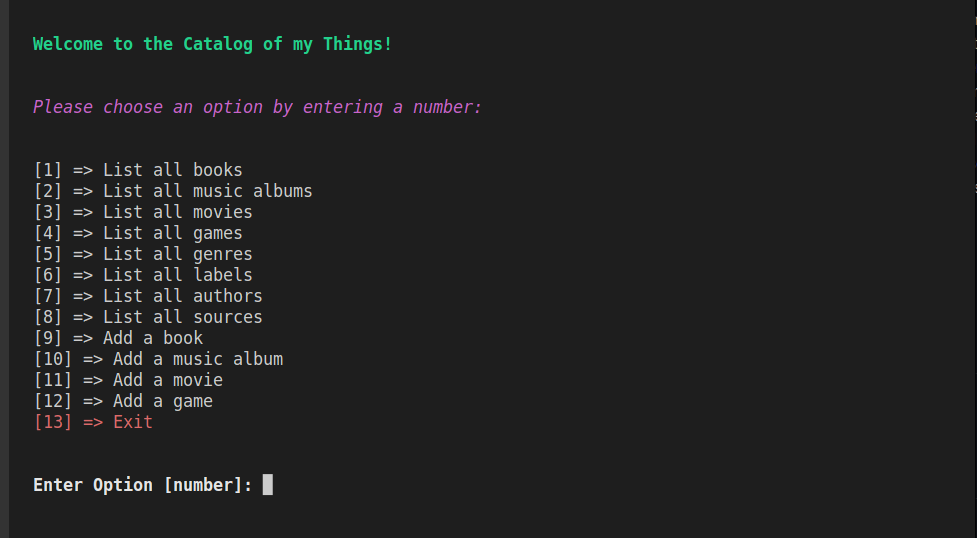 Welcome to the Catalog of my Things!
Please choose an option by entering a number:
[1] => List all books
[2] => List all music albums
[3] => List all movies
[4] => List all games
[5] => List all genres
[6] => List all labels
[7] => List all authors
[8] => List all sources
[9] => Add a book
[10] => Add a music album
[11] => Add a movie
[12] => Add a game
[13] => Exit
Enter Option [number]: